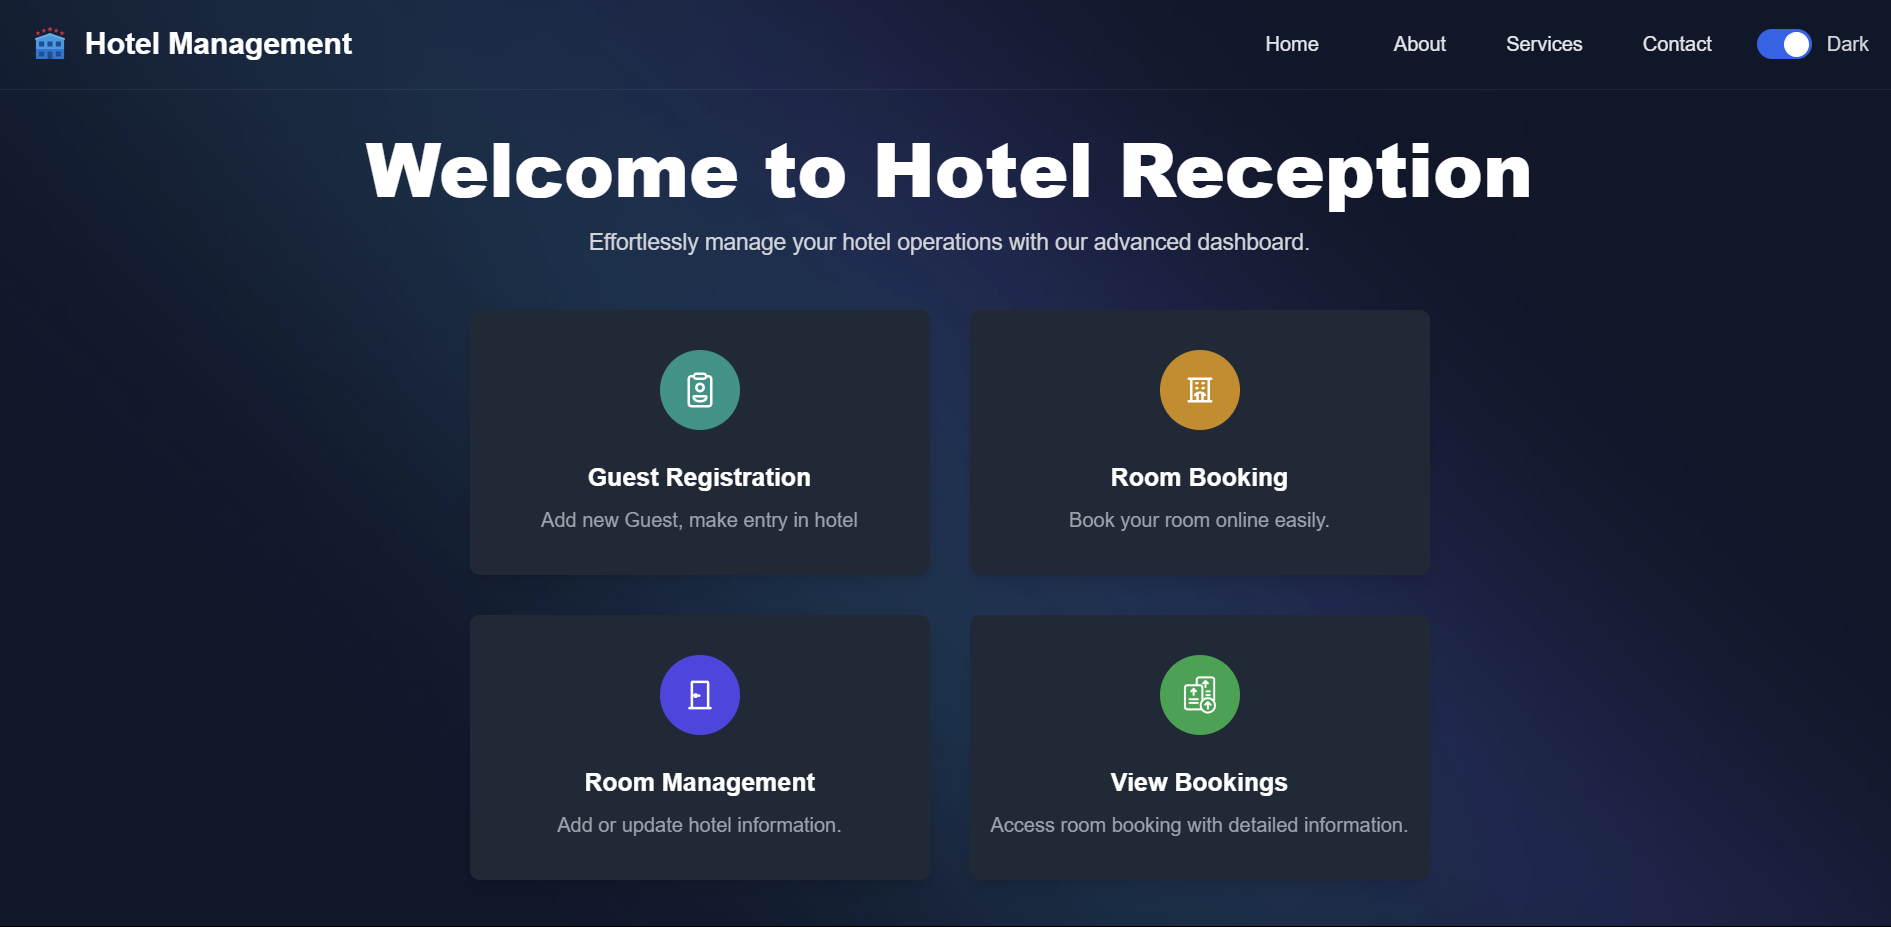 Hotel Management
Home About Services Contact Dark
Welcome to Hotel Reception
Effortlessly manage your hotel operations with our advanced dashboard.
Guest Registration
Add new Guest, make entry in hotel
Room Booking
Book your room online easily.
Room Management
Add or update hotel information.
View Bookings
Access room booking with detailed information.